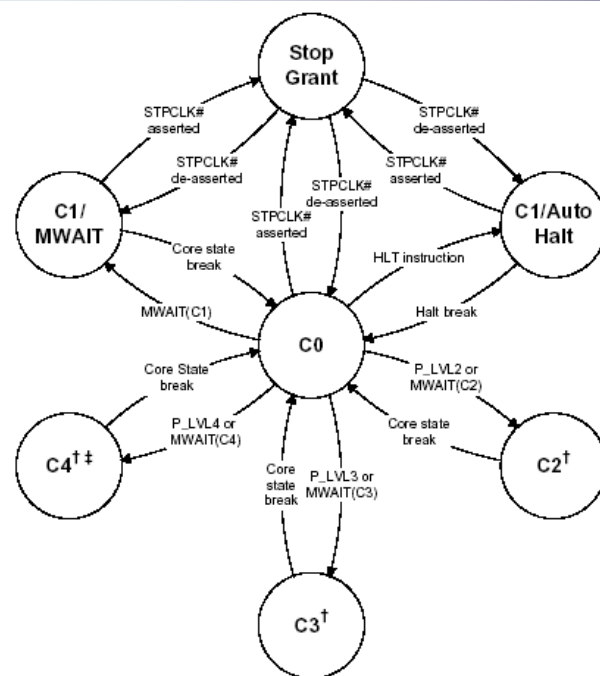 Stop
Grant
STPCLK#
asserted
STPCLK#
de-asserted
STPCLK#
de-asserted
STPCLK#
asserted
C1/
MWAIT
STPCLK#
asserted
STPCLK#
de-asserted
C1/Auto
Halt
Core state
break
HLT instruction
MWAIT(C1)
Halt break
C0
Core State
break
P_LVL2 or
MWAIT(C2)
P_LVL4 or
MWAIT(C4)
Core state
break
C4† ‡
Core
state
break
P_LVL3 or
MWAIT(C3)
C2†
C3†